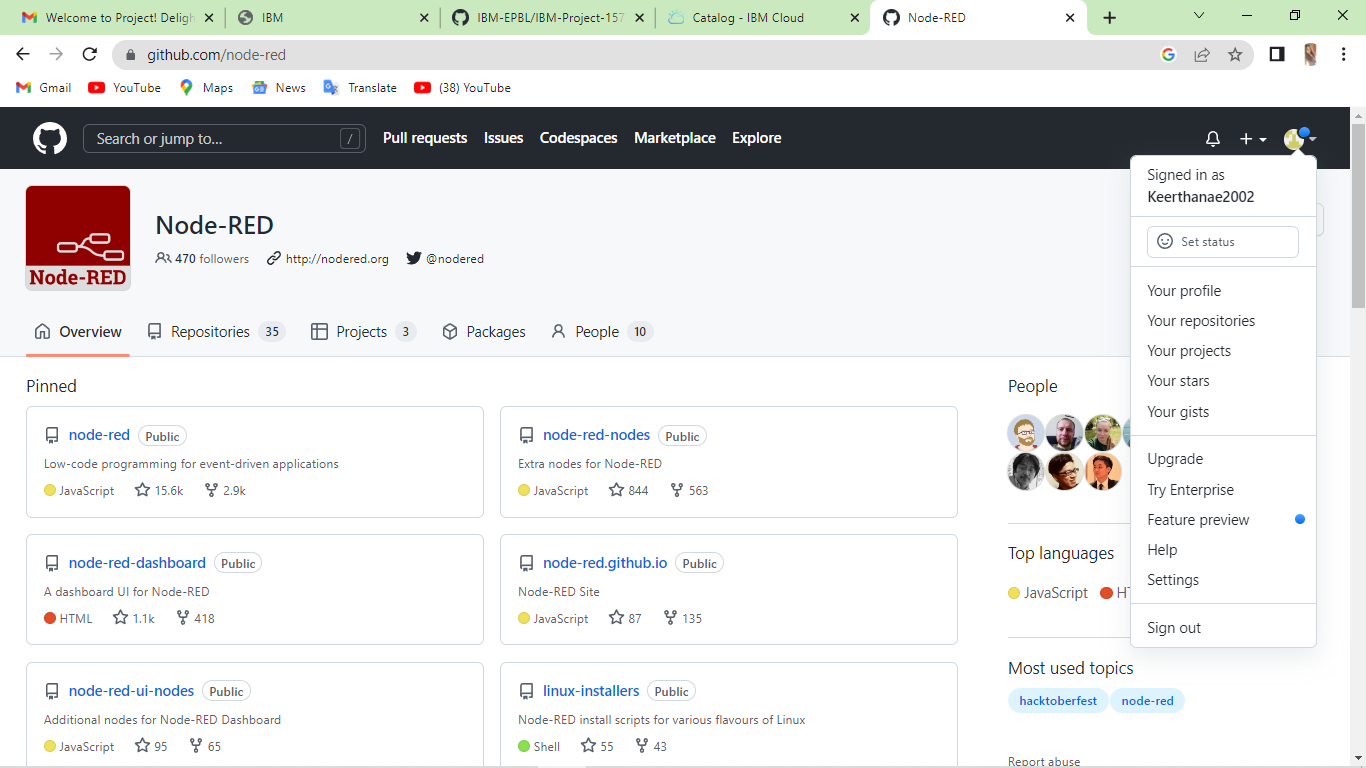 Welcome to Project! Deligh
IBM
IBM-EPBL/IBM-Project-157
Catalog - IBM Cloud
Node-RED
github.com/node-red
Gmail
YouTube
Maps
News
Translate
(38) YouTube
Search or jump to...
/
Pull requests
Issues
Codespaces
Marketplace
Explore
Signed in as
Keerthanae2002
Set status
Your profile
Your repositories
Your projects
Your stars
Your gists
Upgrade
Try Enterprise
Feature preview
Help
Settings
Sign out
Node-RED
Node-RED
470 followers
http://nodered.org
@nodered
Overview
Repositories 35
Projects 3
Packages
People 10
Pinned
node-red Public
Low-code programming for event-driven applications
JavaScript 15.6k 2.9k
node-red-nodes Public
Extra nodes for Node-RED
JavaScript 844 563
node-red-dashboard Public
A dashboard UI for Node-RED
HTML 1.1k 418
node-red.github.io Public
Node-RED Site
JavaScript 87 135
node-red-ui-nodes Public
Additional nodes for Node-RED Dashboard
JavaScript 95 65
linux-installers Public
Node-RED install scripts for various flavours of Linux
Shell 55 43
People
Top languages
JavaScript
Most used topics
hacktoberfest
node-red
Report abuse